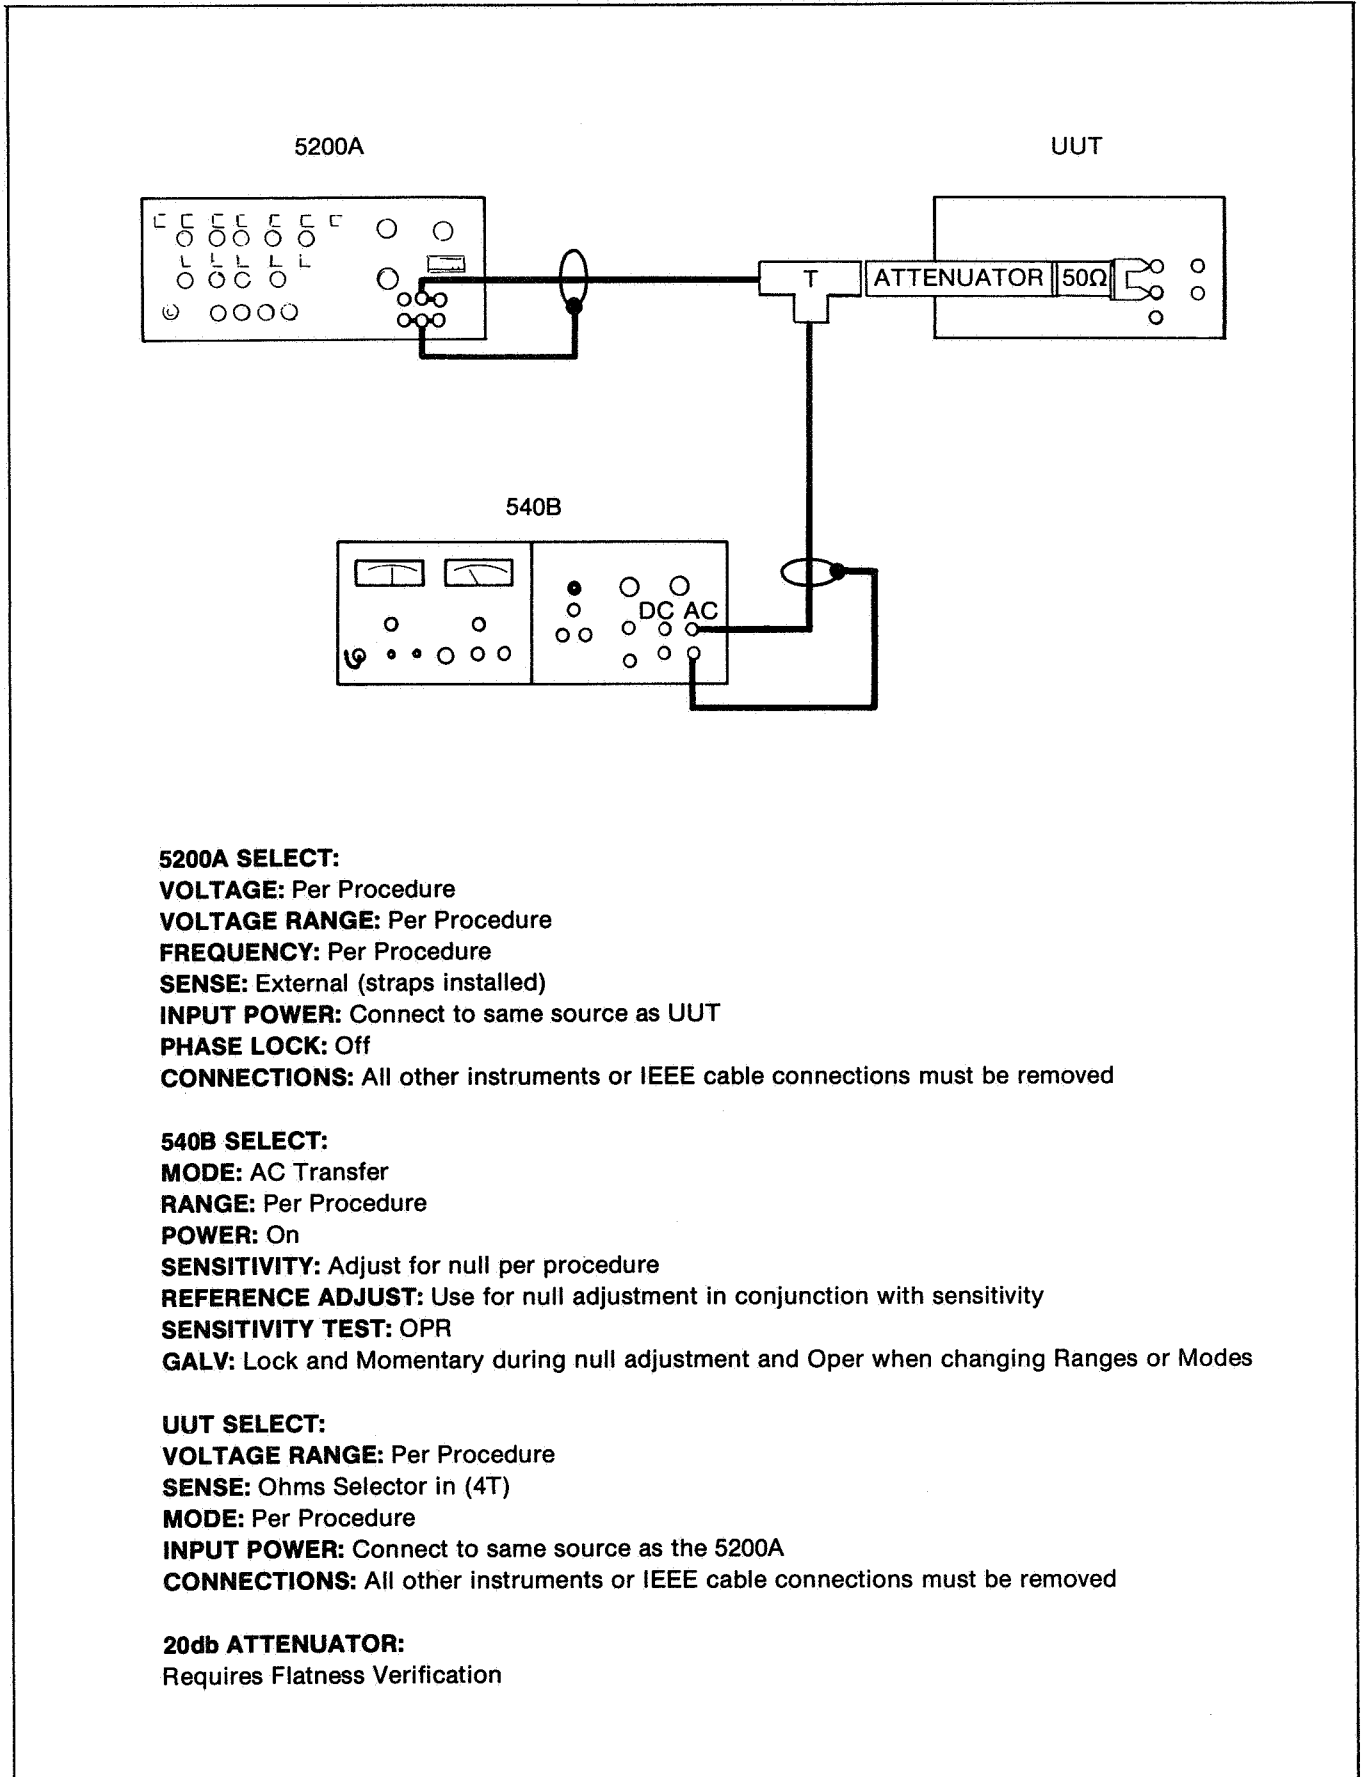 5200A
UUT
T
ATTENUATOR
50Ω
540B
DC AC
5200A SELECT:
VOLTAGE: Per Procedure
VOLTAGE RANGE: Per Procedure
FREQUENCY: Per Procedure
SENSE: External (straps installed)
INPUT POWER: Connect to same source as UUT
PHASE LOCK: Off
CONNECTIONS: All other instruments or IEEE cable connections must be removed
540B SELECT:
MODE: AC Transfer
RANGE: Per Procedure
POWER: On
SENSITIVITY: Adjust for null per procedure
REFERENCE ADJUST: Use for null adjustment in conjunction with sensitivity
SENSITIVITY TEST: OPR
GALV: Lock and Momentary during null adjustment and Oper when changing Ranges or Modes
UUT SELECT:
VOLTAGE RANGE: Per Procedure
SENSE: Ohms Selector in (4T)
MODE: Per Procedure
INPUT POWER: Connect to same source as the 5200A
CONNECTIONS: All other instruments or IEEE cable connections must be removed
20db ATTENUATOR:
Requires Flatness Verification